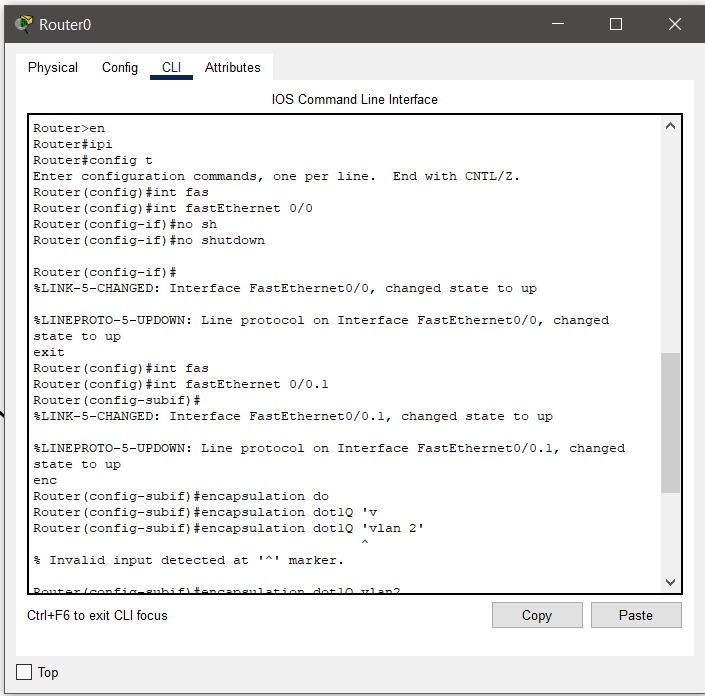 Router0
Physical Config CLI Attributes
IOS Command Line Interface
Router>en
Router#ipi
Router#config t
Enter configuration commands, one per line.  End with CNTL/Z.
Router(config)#int fas
Router(config)#int fastEthernet 0/0
Router(config-if)#no sh
Router(config-if)#no shutdown
Router(config-if)#
%LINK-5-CHANGED: Interface FastEthernet0/0, changed state to up
%LINEPROTO-5-UPDOWN: Line protocol on Interface FastEthernet0/0, changed
state to up
exit
Router(config)#int fas
Router(config)#int fastEthernet 0/0.1
Router(config-subif)#
%LINK-5-CHANGED: Interface FastEthernet0/0.1, changed state to up
%LINEPROTO-5-UPDOWN: Line protocol on Interface FastEthernet0/0.1, changed
state to up
enc
Router(config-subif)#encapsulation do
Router(config-subif)#encapsulation dot1Q 'v
Router(config-subif)#encapsulation dot1Q 'vlan 2'
^
% Invalid input detected at '^' marker.
Router(config-subif)#encapsulation dot1Q vlan2
Ctrl+F6 to exit CLI focus
Copy Paste
Top